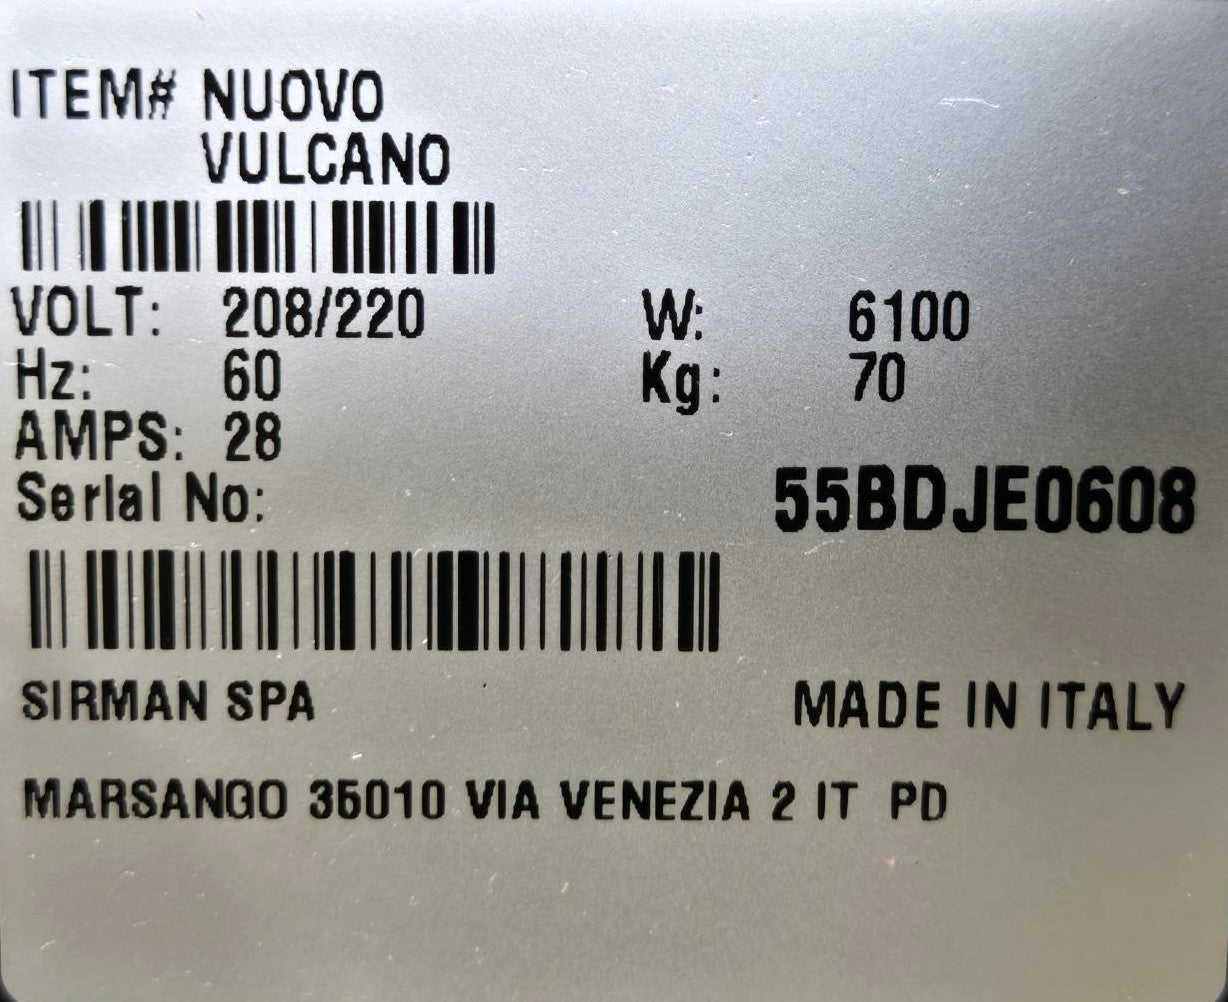 ITEM# NUOVO
VULCANO
VOLT: 208/220 W: 6100
Hz: 60 Kg: 70
AMPS: 28
Serial No: 55BDJE0608
SIRMAN SPA MADE IN ITALY
MARSANGO 35010 VIA VENEZIA 2 IT PD